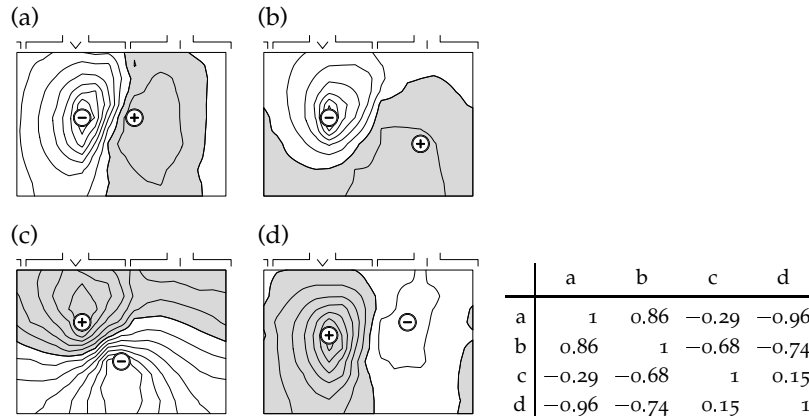 (a) (b)
− + − +
(c) (d)
+ − + −
a b c d
a 1 0.86 −0.29 −0.96
b 0.86 1 −0.68 −0.74
c −0.29 −0.68 1 0.15
d −0.96 −0.74 0.15 1